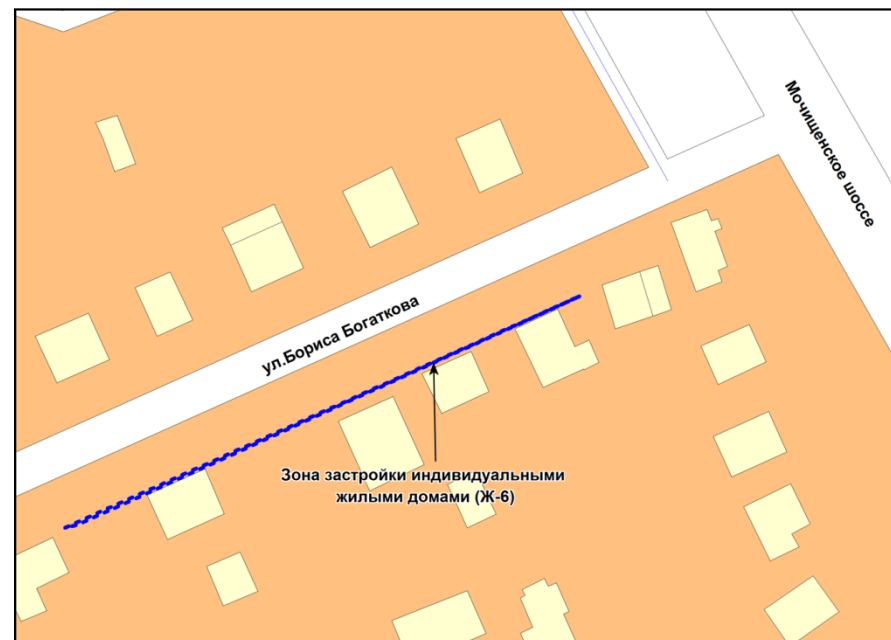 Мочищенское шоссе
ул.Бориса Богаткова
Зона застройки индивидуальными
жилыми домами (Ж-6)